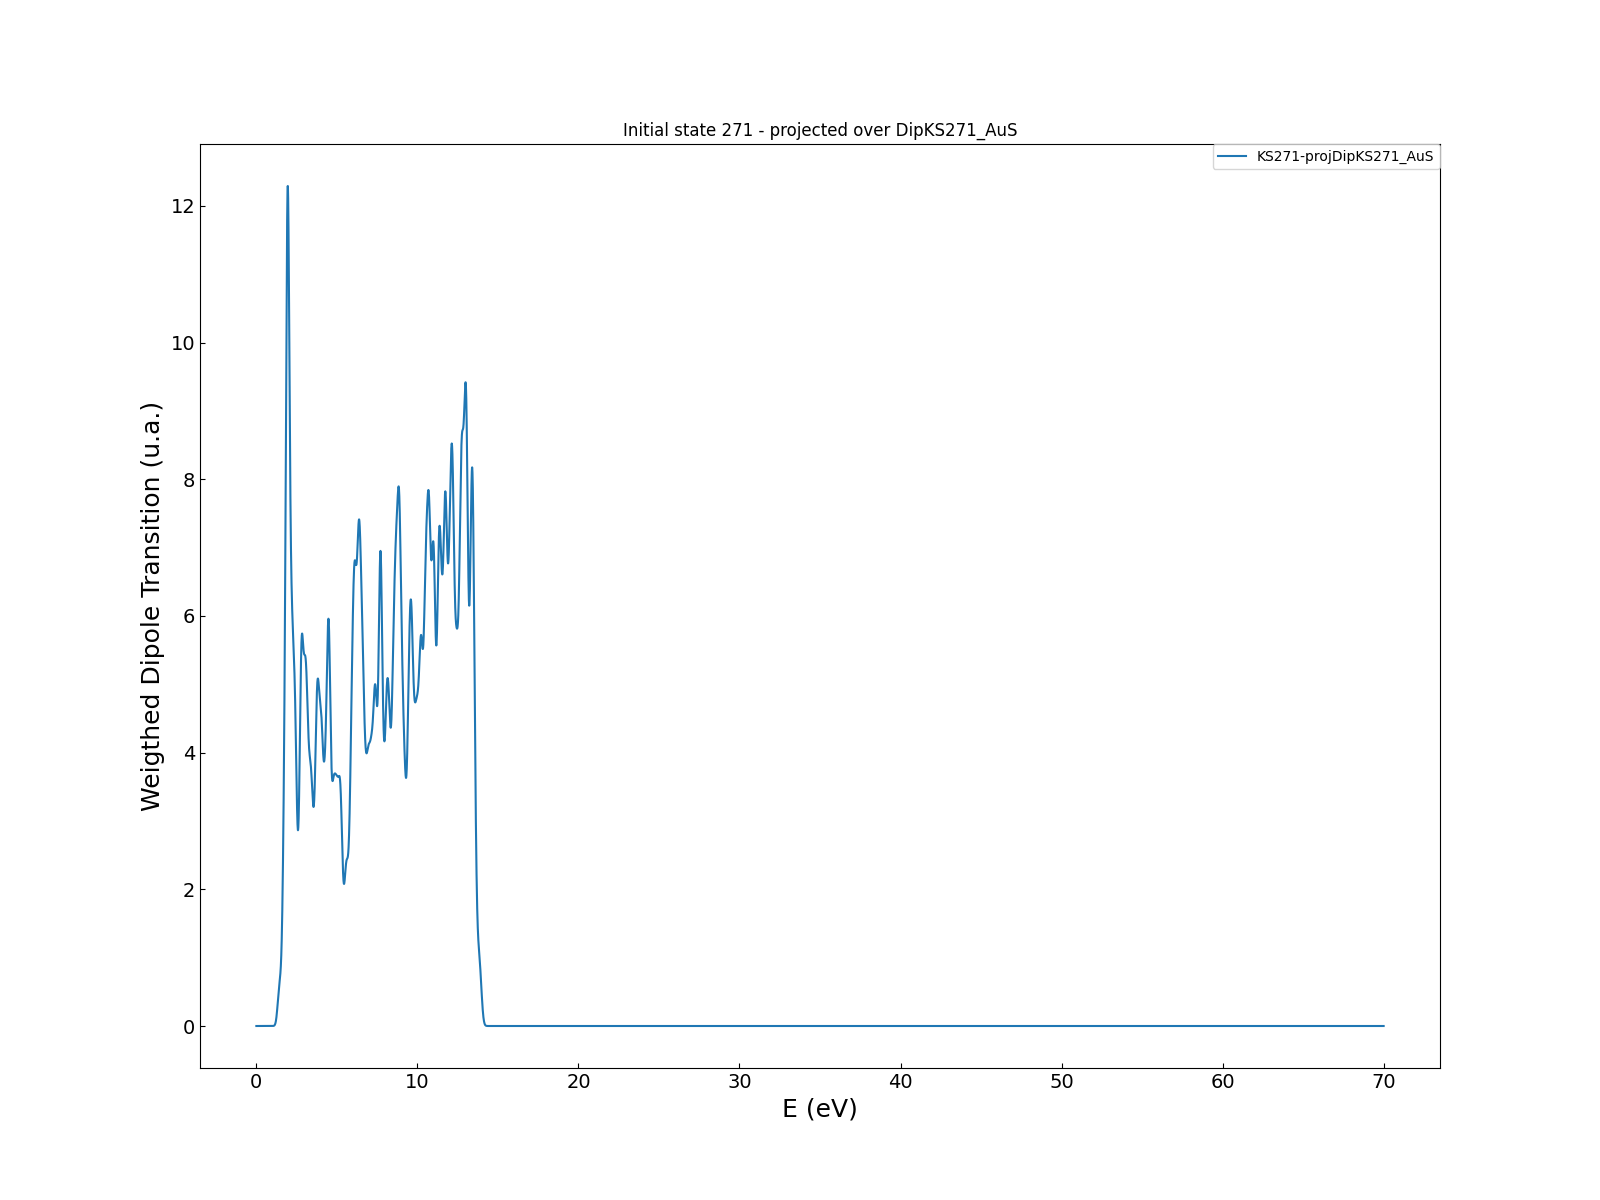 Initial state 271 - projected over DipKS271_AuS
KS271-projDipKS271_AuS
Weigthed Dipole Transition (u.a.)
12
10
8
6
4
2
0
0 10 20 30 40 50 60 70
E (eV)